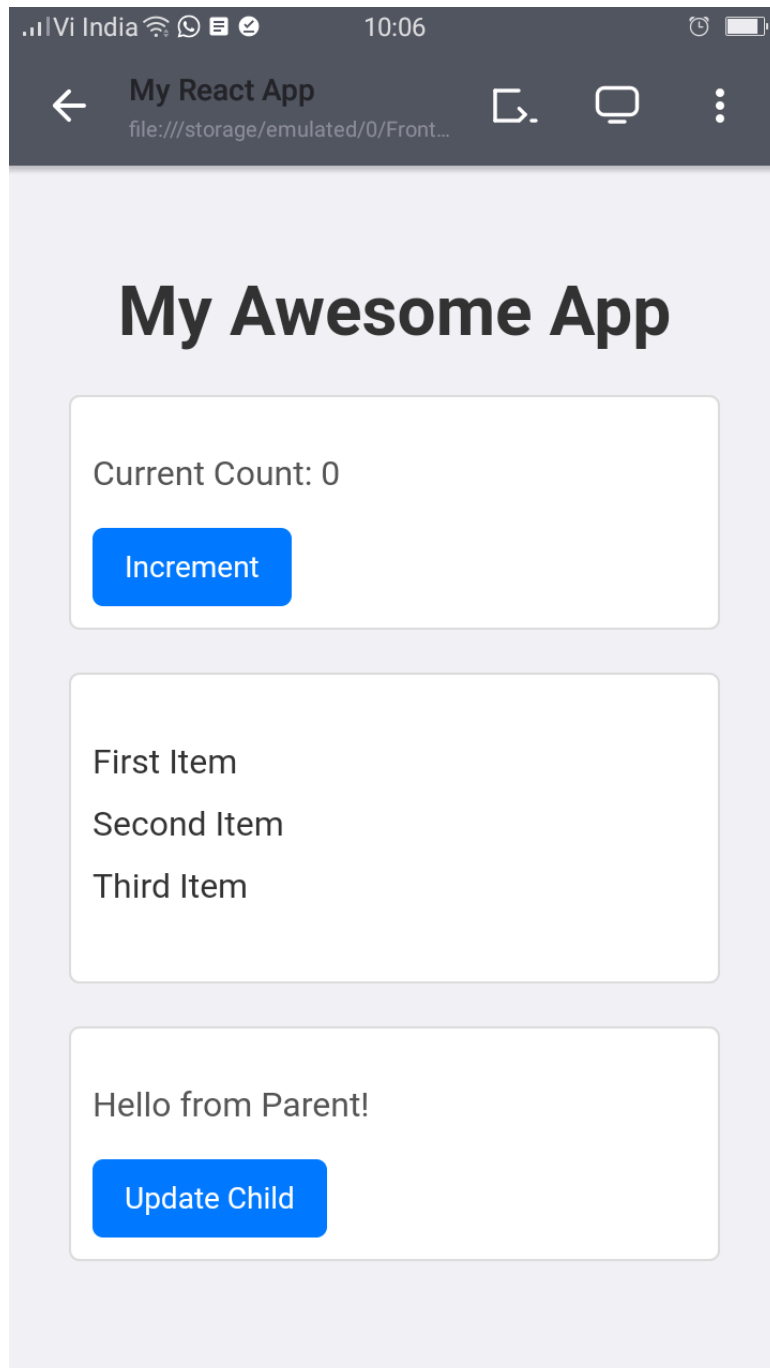 Vi India 10:06
My React App
file:///storage/emulated/0/Front...
My Awesome App
Current Count: 0
Increment
First Item
Second Item
Third Item
Hello from Parent!
Update Child